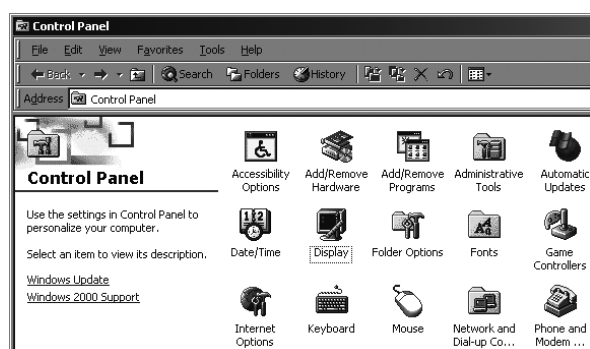 Control Panel
File Edit View Favorites Tools Help
Back Search Folders History
Address Control Panel
Control Panel
Use the settings in Control Panel to
personalize your computer.
Select an item to view its description.
Windows Update
Windows 2000 Support
Accessibility
Options
Add/Remove
Hardware
Add/Remove
Programs
Administrative
Tools
Automatic
Updates
12
Date/Time
Display
Folder Options
Fonts
Game
Controllers
Internet
Options
Keyboard
Mouse
Network and
Dial-up Co...
Phone and
Modem ...